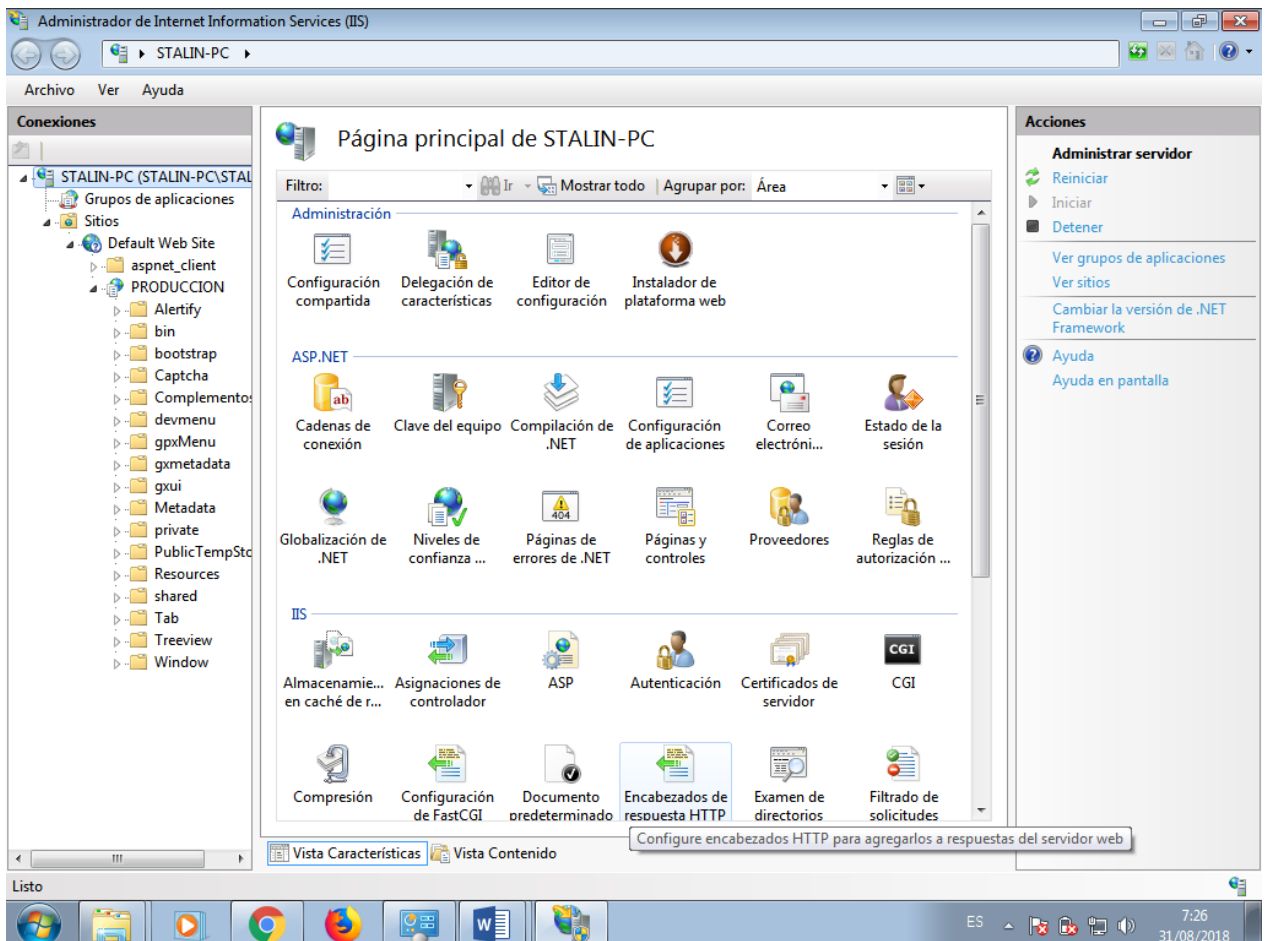 Administrador de Internet Information Services (IIS)
STALIN-PC
Archivo Ver Ayuda
Conexiones
STALIN-PC (STALIN-PC\STAL
Grupos de aplicaciones
Sitios
Default Web Site
aspnet_client
PRODUCCION
Alertify
bin
bootstrap
Captcha
Complementos
devmenu
gpxMenu
gxmetadata
gxui
Metadata
private
PublicTempSto
Resources
shared
Tab
Treeview
Window
Página principal de STALIN-PC
Filtro: Ir Mostrar todo Agrupar por: Área
Administración
Configuración compartida
Delegación de características
Editor de configuración
Instalador de plataforma web
ASP.NET
Cadenas de conexión
Clave del equipo
Compilación de .NET
Configuración de aplicaciones
Correo electróni...
Estado de la sesión
Globalización de .NET
Niveles de confianza ...
Páginas de errores de .NET
Páginas y controles
Proveedores
Reglas de autorización ...
IIS
Almacenamie... en caché de r...
Asignaciones de controlador
ASP
Autenticación
Certificados de servidor
CGI
Compresión
Configuración de FastCGI
Documento predeterminado
Encabezados de respuesta HTTP
Examen de directorios
Filtrado de solicitudes
Configure encabezados HTTP para agregarlos a respuestas del servidor web
Vista Características Vista Contenido
Acciones
Administrar servidor
Reiniciar
Iniciar
Detener
Ver grupos de aplicaciones
Ver sitios
Cambiar la versión de .NET
Framework
Ayuda
Ayuda en pantalla
Listo
ES
7:26
31/08/2018
ab
404
CGI
W